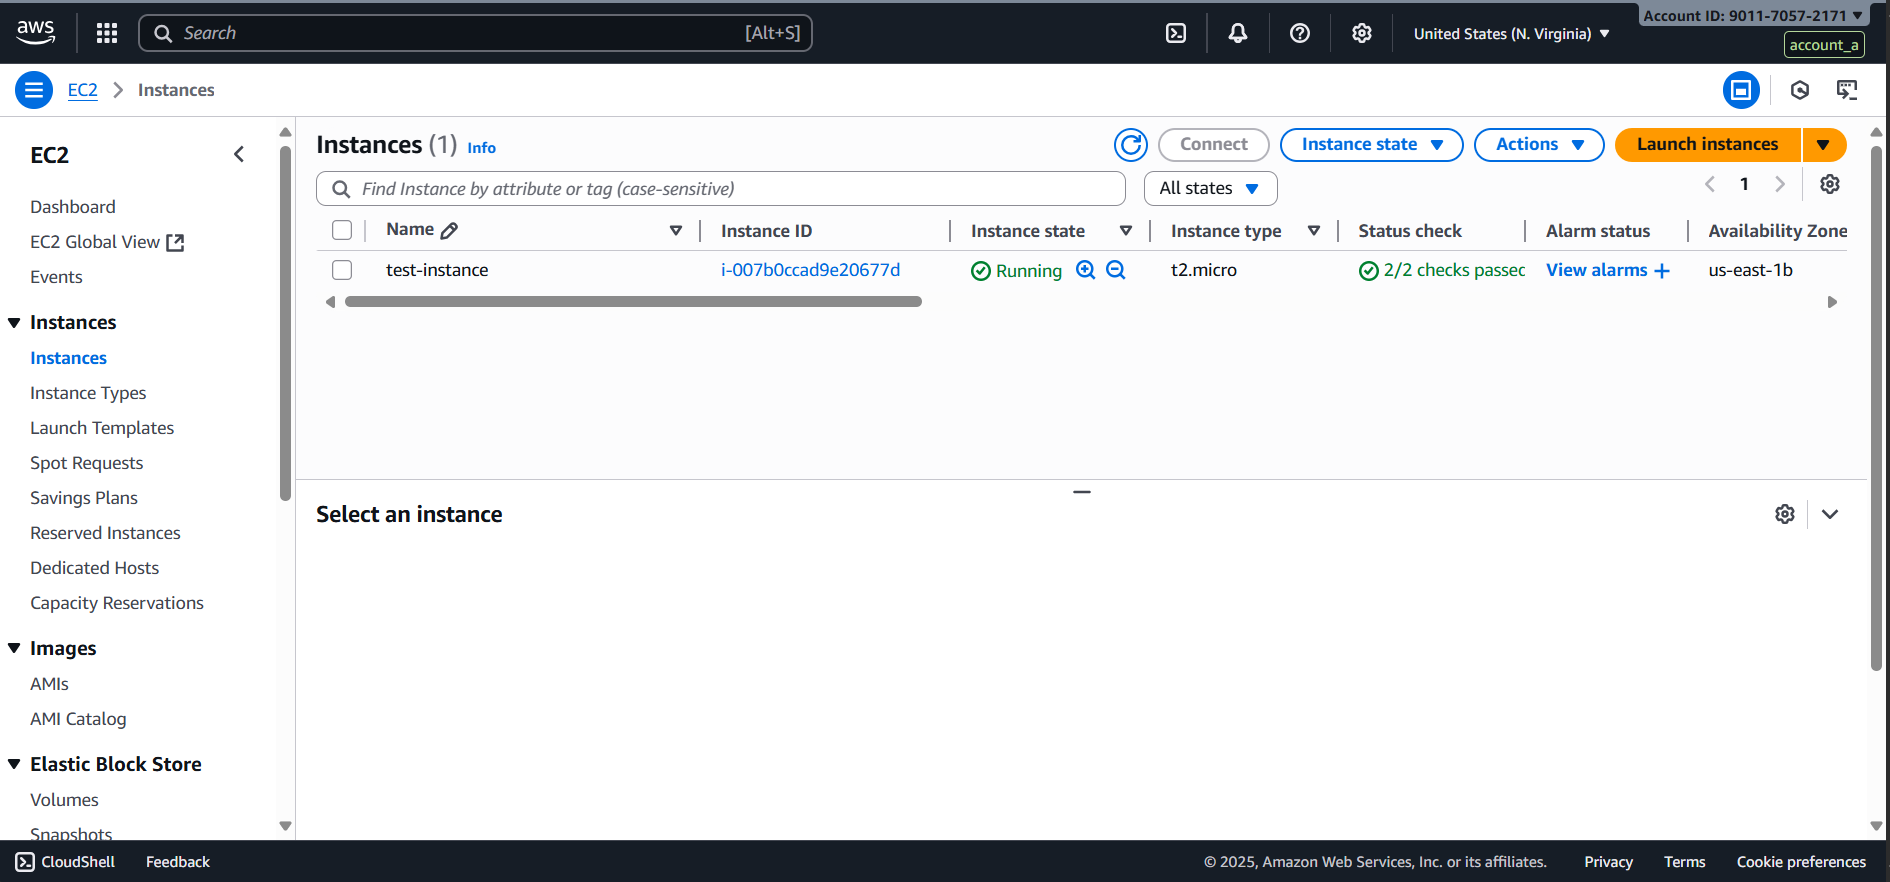 aws
Search [Alt+S]
United States (N. Virginia)
Account ID: 9011-7057-2171
account_a
EC2 Instances
EC2
Dashboard
EC2 Global View
Events
Instances
Instances
Instance Types
Launch Templates
Spot Requests
Savings Plans
Reserved Instances
Dedicated Hosts
Capacity Reservations
Images
AMIs
AMI Catalog
Elastic Block Store
Volumes
Snapshots
Instances (1) Info
Connect
Instance state
Actions
Launch instances
Find Instance by attribute or tag (case-sensitive)
All states
1
Name Instance ID Instance state Instance type Status check Alarm status Availability Zone
test-instance i-007b0ccad9e20677d Running t2.micro 2/2 checks passed View alarms + us-east-1b
Select an instance
CloudShell Feedback © 2025, Amazon Web Services, Inc. or its affiliates. Privacy Terms Cookie preferences